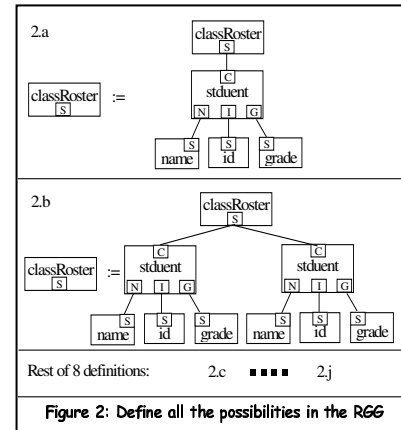 2.a
classRoster
S
C
stduent
N I G
classRoster
S
:=
S
name
S
id
S
grade
2.b
classRoster
S
C
stduent
N I G
C
stduent
N I G
classRoster
S
:=
S
name
S
id
S
grade
S
name
S
id
S
grade
Rest of 8 definitions: 2.c 2.j
Figure 2: Define all the possibilities in the RGG